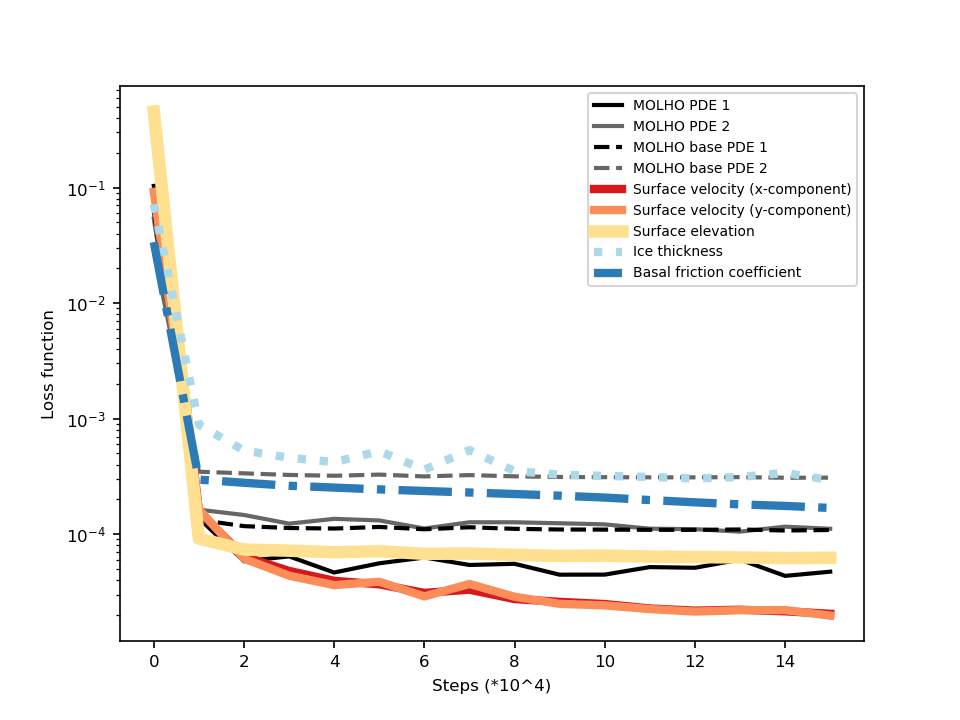 MOLHO PDE 1
MOLHO PDE 2
MOLHO base PDE 1
MOLHO base PDE 2
Surface velocity (x-component)
Surface velocity (y-component)
Surface elevation
Ice thickness
Basal friction coefficient
Loss function
10⁻¹
10⁻²
10⁻³
10⁻⁴
0 2 4 6 8 10 12 14
Steps (*10^4)